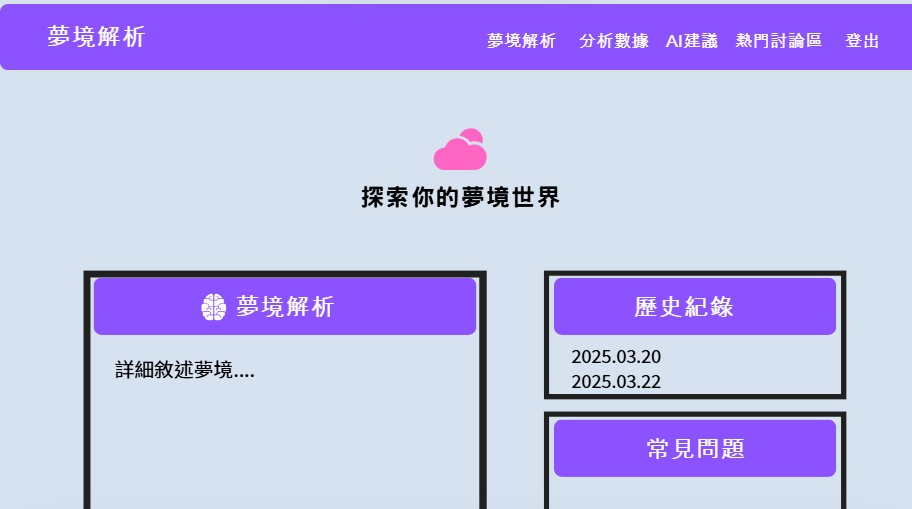 夢境解析
夢境解析 分析數據 AI建議 熱門討論區 登出
探索你的夢境世界
夢境解析
詳細敘述夢境....
歷史紀錄
2025.03.20
2025.03.22
常見問題